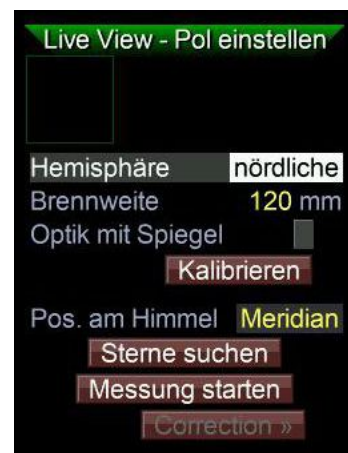 Live View - Pol einstellen
Hemisphäre nördliche
Brennweite 120 mm
Optik mit Spiegel
Kalibrieren
Pos. am Himmel Meridian
Sterne suchen
Messung starten
Correction »